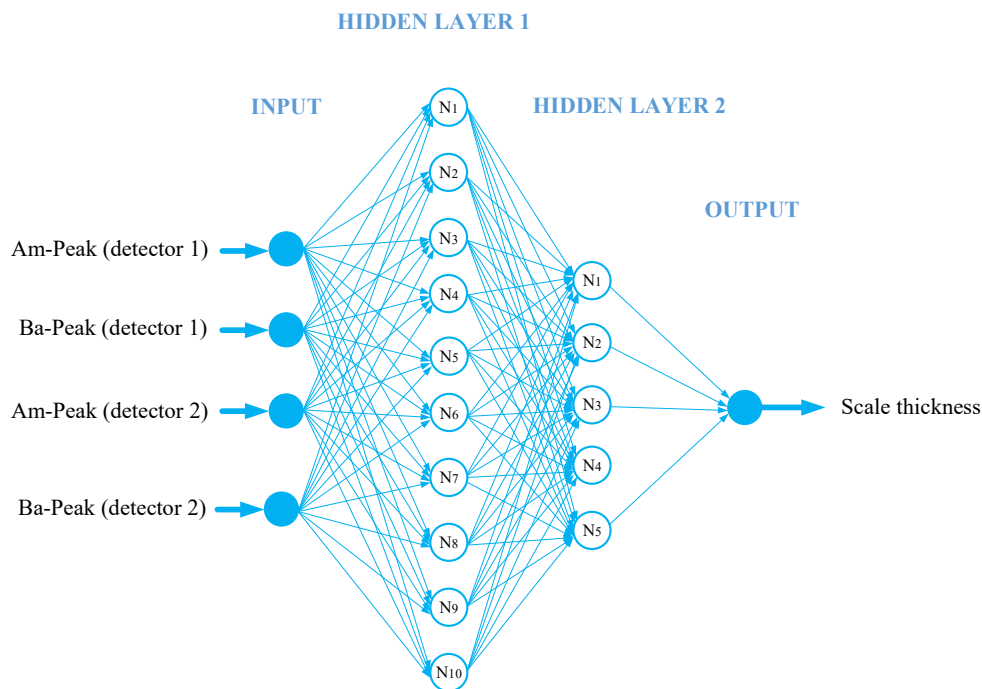 HIDDEN LAYER 1
INPUT
HIDDEN LAYER 2
OUTPUT
Am-Peak (detector 1)
Ba-Peak (detector 1)
Am-Peak (detector 2)
Ba-Peak (detector 2)
N1
N2
N3
N4
N5
N6
N7
N8
N9
N10
N1
N2
N3
N4
N5
Scale thickness